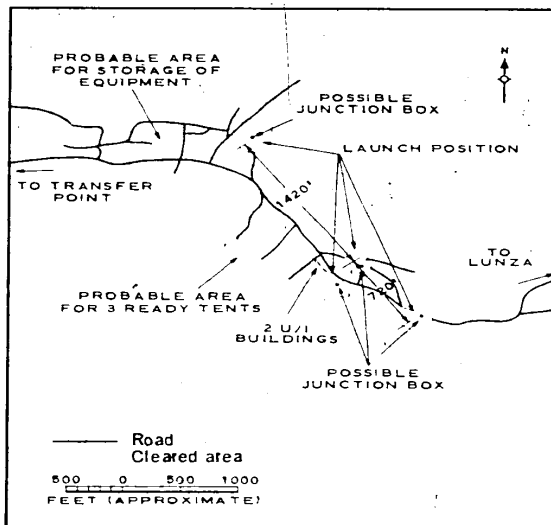 N
PROBABLE AREA
FOR STORAGE OF
EQUIPMENT
POSSIBLE
JUNCTION BOX
LAUNCH POSITION
TO TRANSFER
POINT
1420'
TO
LUNZA
PROBABLE AREA
FOR 3 READY TENTS
720'
2 U/I
BUILDINGS
POSSIBLE
JUNCTION BOX
Road
Cleared area
500 0 500 1000
FEET (APPROXIMATE)